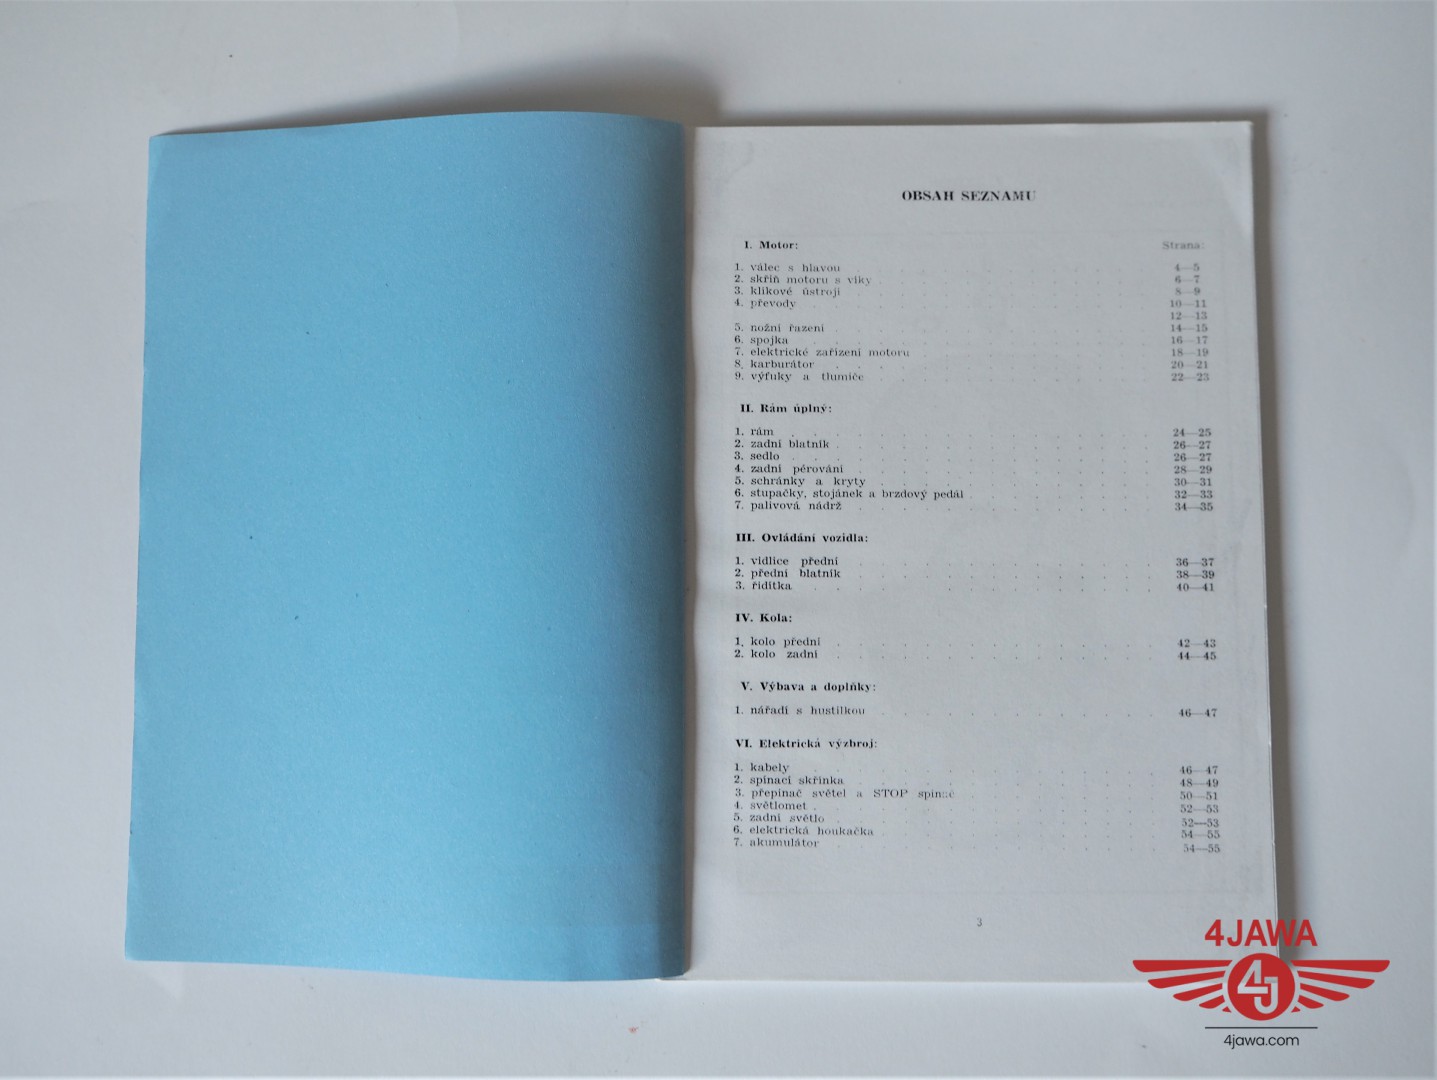 OBSAH SEZNAMU
I. Motor: Strana:
1. válec s hlavou 4—5
2. skříň motoru s víky 6—7
3. klikové ústrojí 8—9
4. převody 10—11
12—13
5. nožní řazení 14—15
6. spojka 16—17
7. elektrické zařízení motoru 18—19
8. karburátor 20—21
9. výfuky a tlumiče 22—23
II. Rám úplný:
1. rám 24—25
2. zadní blatník 26—27
3. sedlo 26—27
4. zadní pérování 28—29
5. schránky a kryty 30—31
6. stupačky, stojánek a brzdový pedál 32—33
7. palivová nádrž 34—35
III. Ovládání vozidla:
1. vidlice přední 36—37
2. přední blatník 38—39
3. řídítka 40—41
IV. Kola:
1. kolo přední 42—43
2. kolo zadní 44—45
V. Výbava a doplňky:
1. nářadí s hustilkou 46—47
VI. Elektrická výzbroj:
1. kabely 46—47
2. spínací skřínka 48—49
3. přepínač světel a STOP spínač 50—51
4. světlomet 52—53
5. zadní světlo 52—53
6. elektrická houkačka 54—55
7. akumulátor 54—55
3
4JAWA
4J
4jawa.com